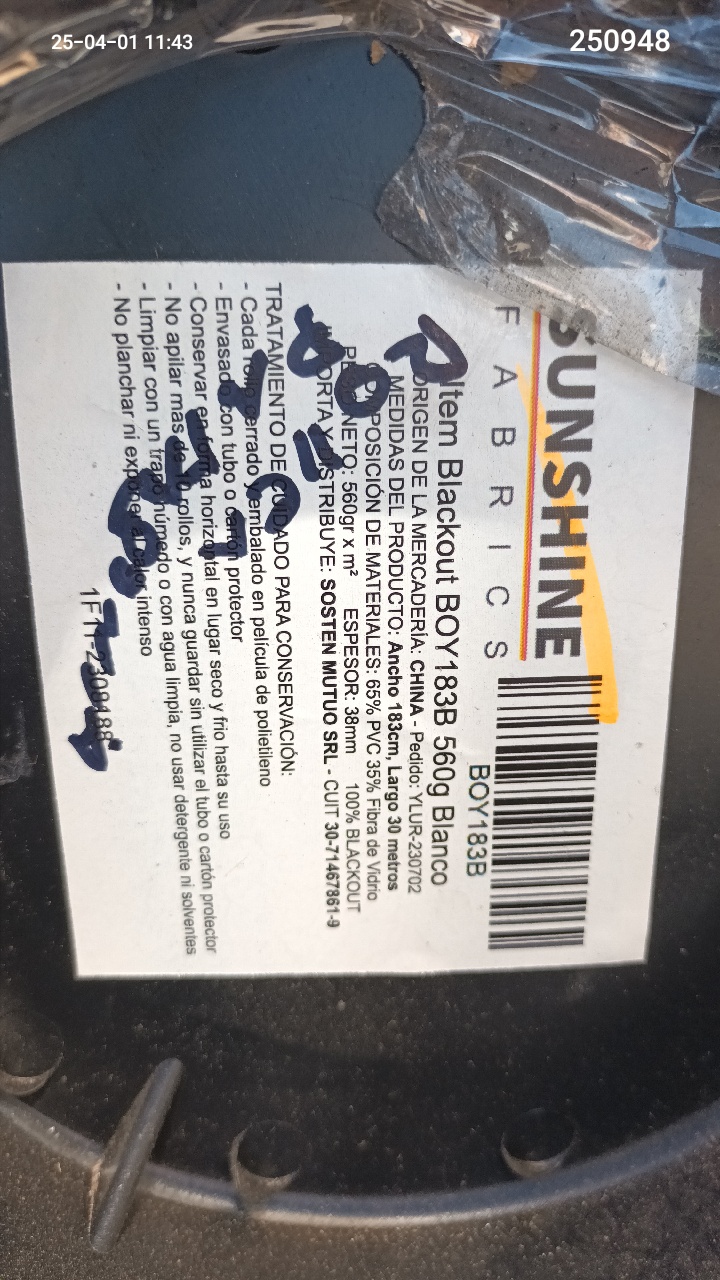 25-04-01 11:43
250948
SUNSHINE
FABRICS
BOY183B
Item Blackout BOY183B 560g Blanco
ORIGEN DE LA MERCADERÍA: CHINA - Pedido: YLUR-230702
MEDIDAS DEL PRODUCTO: Ancho 183cm, Largo 30 metros
COMPOSICIÓN DE MATERIALES: 65% PVC 35% Fibra de Vidrio
PESO NETO: 560gr x m² ESPESOR: 38mm 100% BLACKOUT
IMPORTA Y DISTRIBUYE: SOSTEN MUTUO SRL - CUIT 30-71467861-9
TRATAMIENTO DE CUIDADO PARA CONSERVACIÓN:
- Cada rollo cerrado y embalado en película de polietileno
- Envasado con tubo o cartón protector
- Conservar en forma horizontal en lugar seco y frio hasta su uso
- No apilar mas de 10 rollos, y nunca guardar sin utilizar el tubo o cartón protector
- Limpiar con un trapo húmedo o con agua limpia, no usar detergente ni solventes
- No planchar ni exponer al calor intenso
1F11-2309188